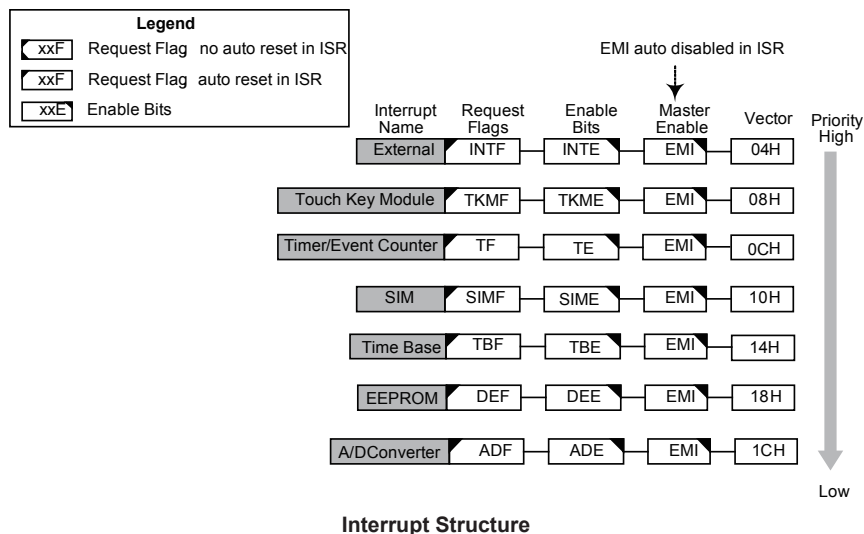 Legend
xxF Request Flag no auto reset in ISR
xxF Request Flag auto reset in ISR
xxE Enable Bits
EMI auto disabled in ISR
Interrupt Name Request Flags Enable Bits Master Enable Vector Priority
High
External INTF INTE EMI 04H
Touch Key Module TKMF TKME EMI 08H
Timer/Event Counter TF TE EMI 0CH
SIM SIMF SIME EMI 10H
Time Base TBF TBE EMI 14H
EEPROM DEF DEE EMI 18H
A/DConverter ADF ADE EMI 1CH
Low
Interrupt Structure